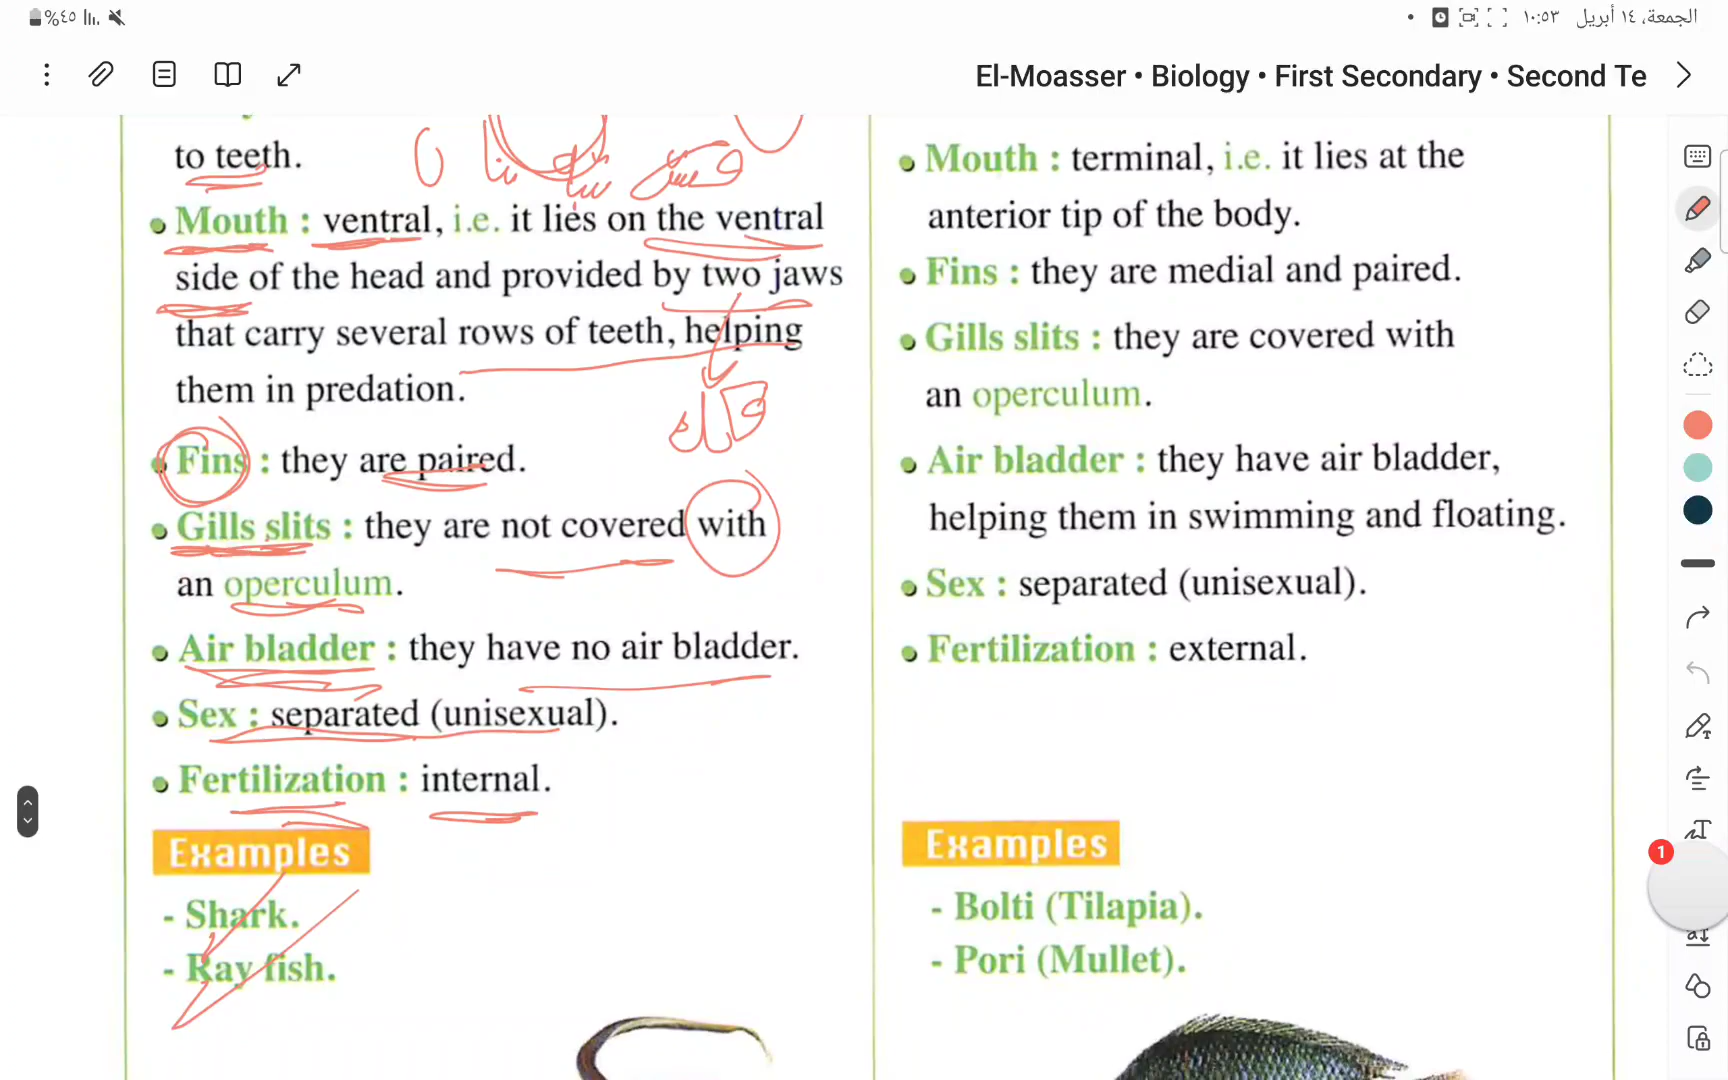 %٤٥
الجمعة، ١٤ أبريل ١٠:٥٣
El-Moasser • Biology • First Secondary • Second Te
to teeth.
• Mouth : ventral, i.e. it lies on the ventral
side of the head and provided by two jaws
that carry several rows of teeth, helping
them in predation.
فك
• Fins : they are paired.
• Gills slits : they are not covered with
an operculum.
• Air bladder : they have no air bladder.
• Sex : separated (unisexual).
• Fertilization : internal.
Examples
- Shark.
- Ray fish.
• Mouth : terminal, i.e. it lies at the
anterior tip of the body.
• Fins : they are medial and paired.
• Gills slits : they are covered with
an operculum.
• Air bladder : they have air bladder,
helping them in swimming and floating.
• Sex : separated (unisexual).
• Fertilization : external.
Examples
- Bolti (Tilapia).
- Pori (Mullet).
1